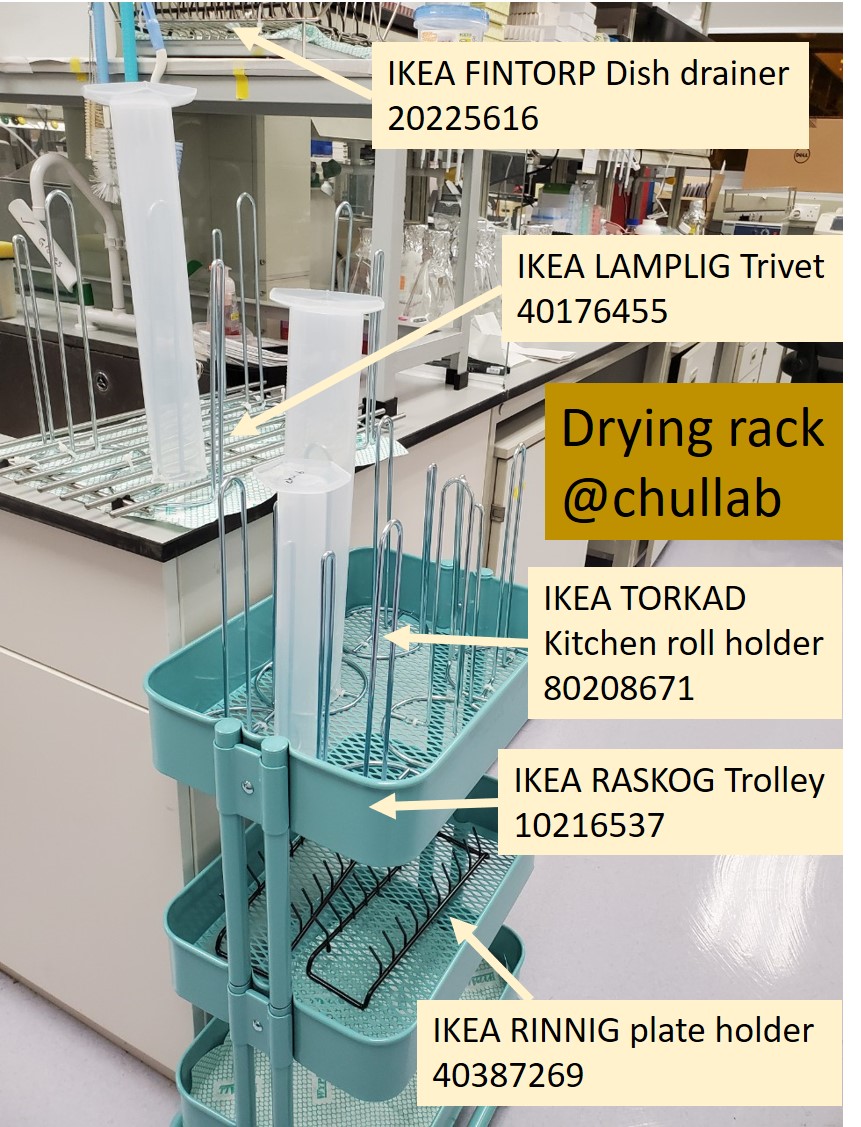 IKEA FINTORP Dish drainer
20225616
DELL
IKEA LAMPLIG Trivet
40176455
Drying rack
@chullab
IKEA TORKAD
Kitchen roll holder
80208671
IKEA RASKOG Trolley
10216537
IKEA RINNIG plate holder
40387269